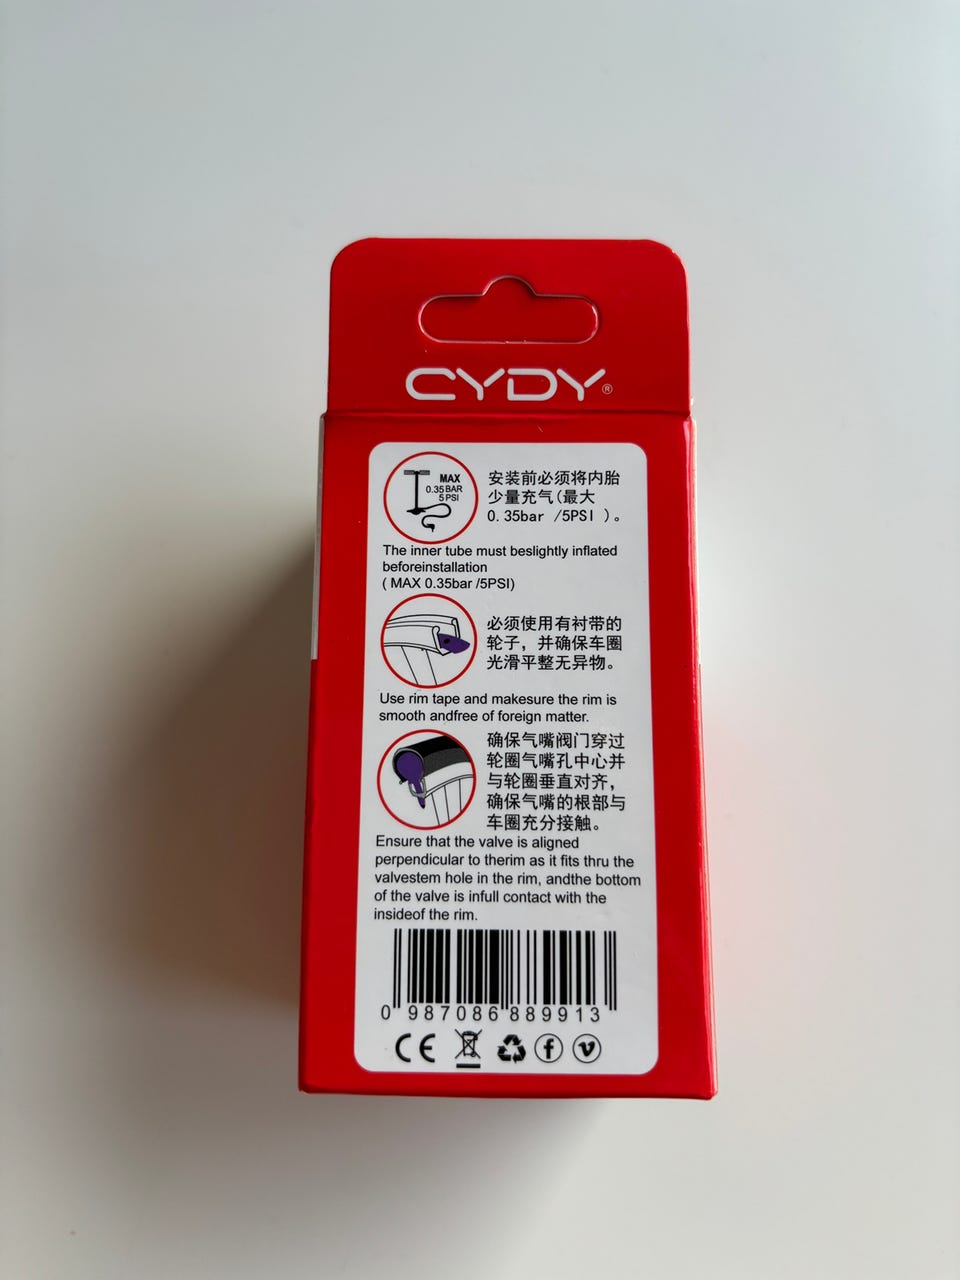 CYDY®
MAX
0.35 BAR
5 PSI
安装前必须将内胎
少量充气(最大
0.35bar /5PSI )。
The inner tube must beslightly inflated
beforeinstallation
( MAX 0.35bar /5PSI)
必须使用有衬带的
轮子，并确保车圈
光滑平整无异物。
Use rim tape and makesure the rim is
smooth andfree of foreign matter.
确保气嘴阀门穿过
轮圈气嘴孔中心并
与轮圈垂直对齐，
确保气嘴的根部与
车圈充分接触。
Ensure that the valve is aligned
perpendicular to therim as it fits thru the
valvestem hole in the rim, andthe bottom
of the valve is infull contact with the
insideof the rim.
0 987086 889913
CE f v